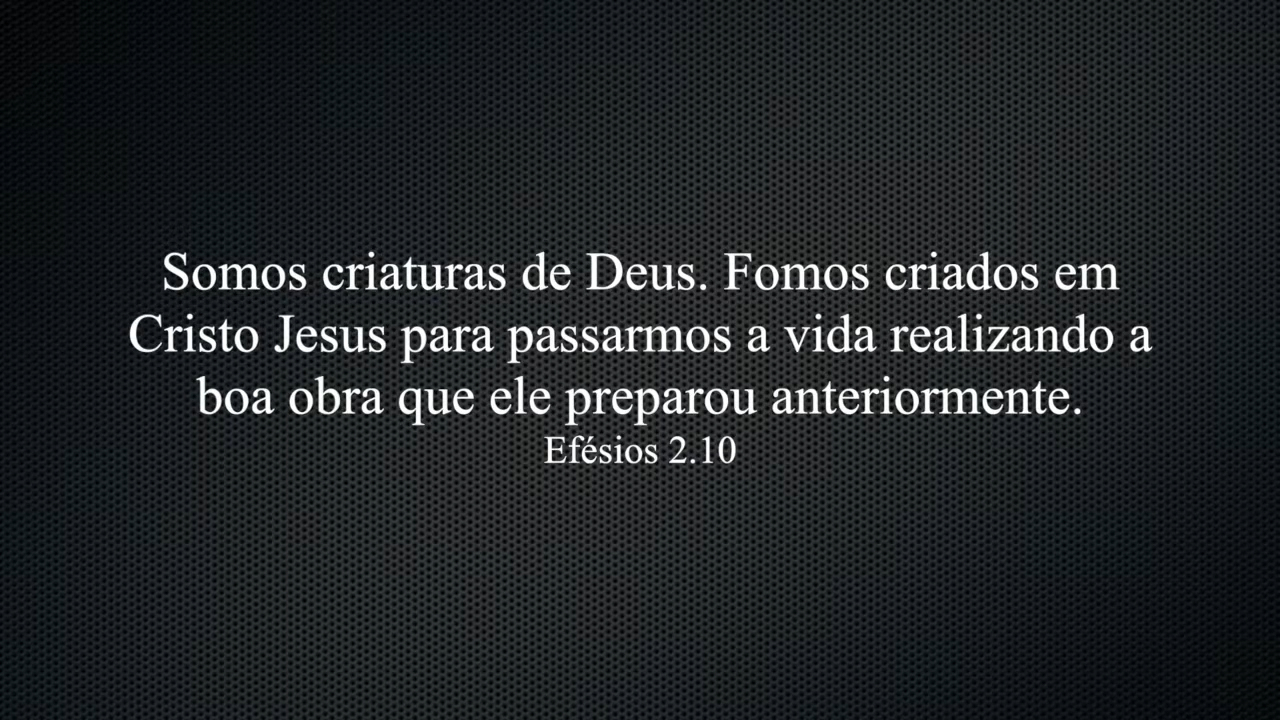 Somos criaturas de Deus. Fomos criados em
Cristo Jesus para passarmos a vida realizando a
boa obra que ele preparou anteriormente.
Efésios 2.10